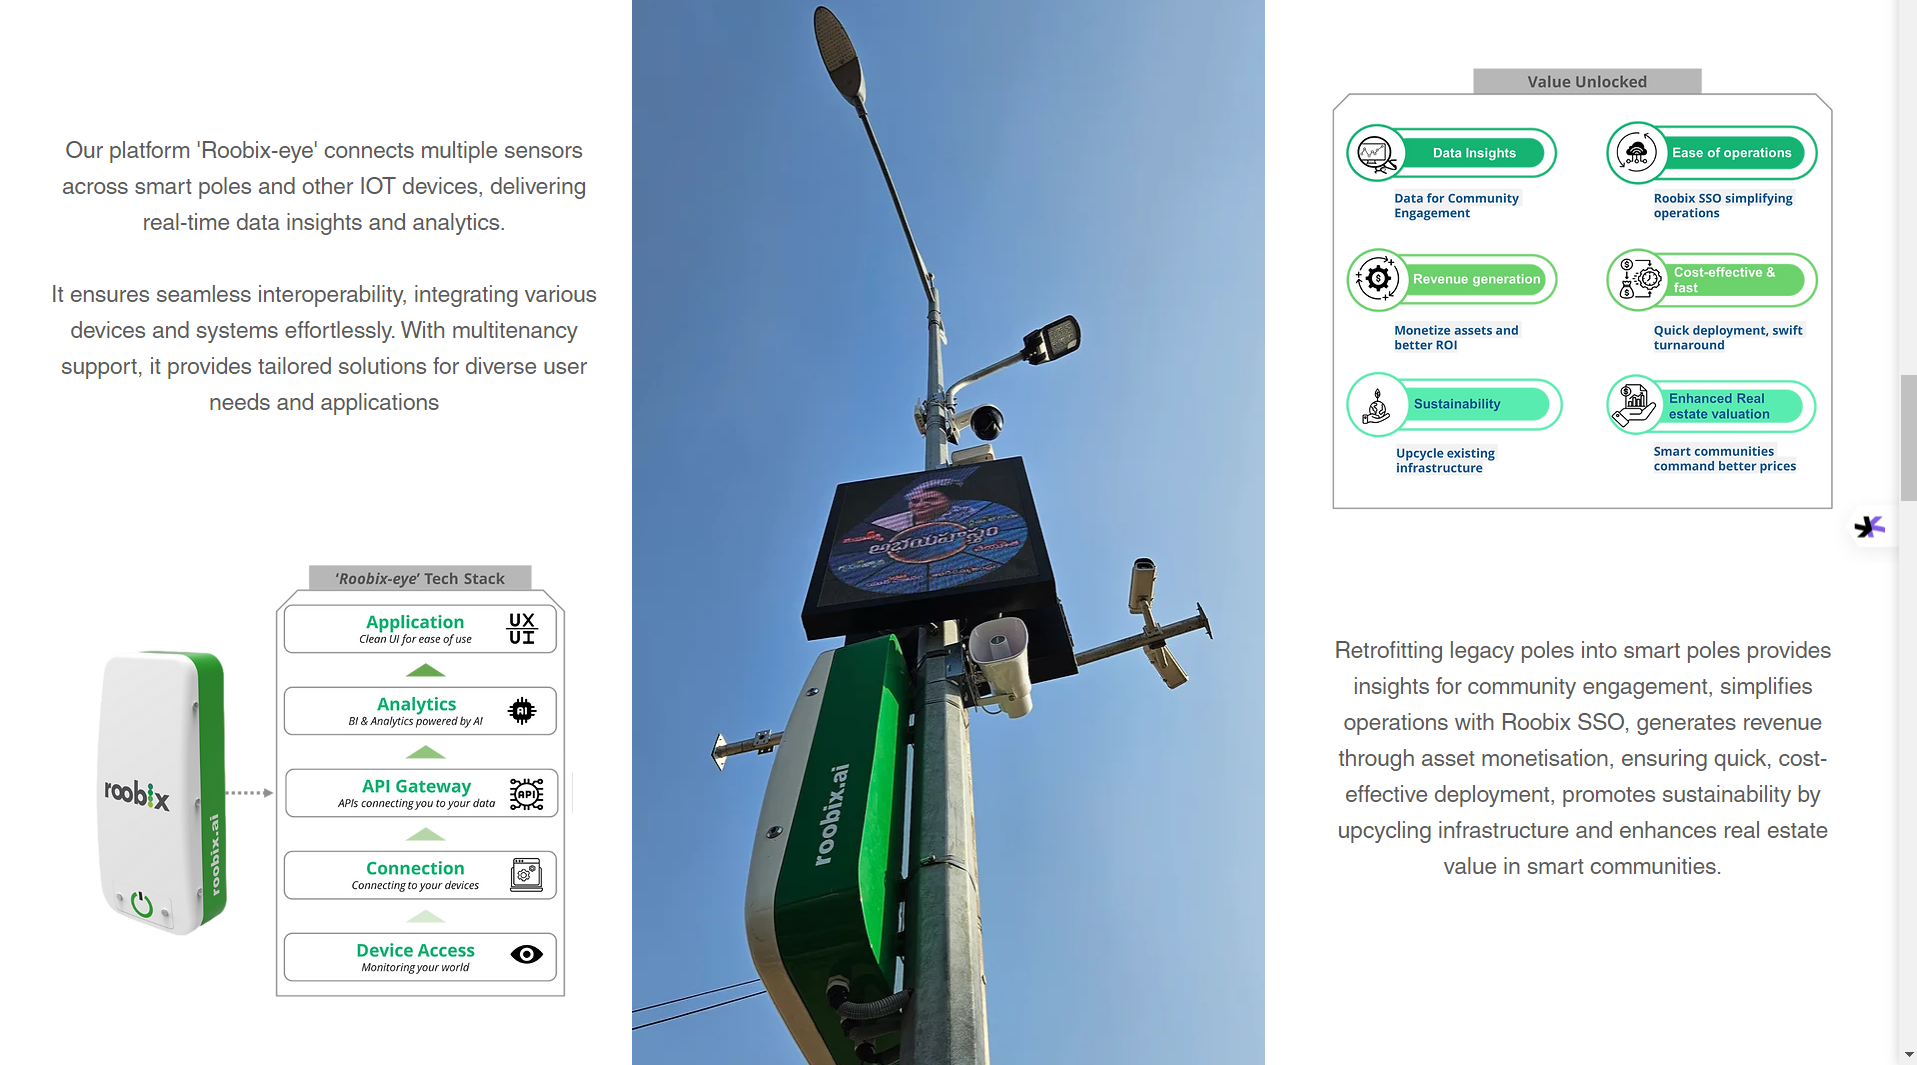 Our platform 'Roobix-eye' connects multiple sensors
across smart poles and other IOT devices, delivering
real-time data insights and analytics.
It ensures seamless interoperability, integrating various
devices and systems effortlessly. With multitenancy
support, it provides tailored solutions for diverse user
needs and applications
'Roobix-eye' Tech Stack
Application
Clean UI for ease of use
UX
UI
Analytics
BI & Analytics powered by AI
AI
API Gateway
APIs connecting you to your data
API
Connection
Connecting to your devices
Device Access
Monitoring your world
roobix
roobix.ai
అభయహస్తం
roobix.ai
Value Unlocked
Data Insights
Data for Community
Engagement
Ease of operations
Roobix SSO simplifying
operations
Revenue generation
Monetize assets and
better ROI
Cost-effective &
fast
Quick deployment, swift
turnaround
Sustainability
Upcycle existing
infrastructure
Enhanced Real
estate valuation
Smart communities
command better prices
Retrofitting legacy poles into smart poles provides
insights for community engagement, simplifies
operations with Roobix SSO, generates revenue
through asset monetisation, ensuring quick, cost-
effective deployment, promotes sustainability by
upcycling infrastructure and enhances real estate
value in smart communities.